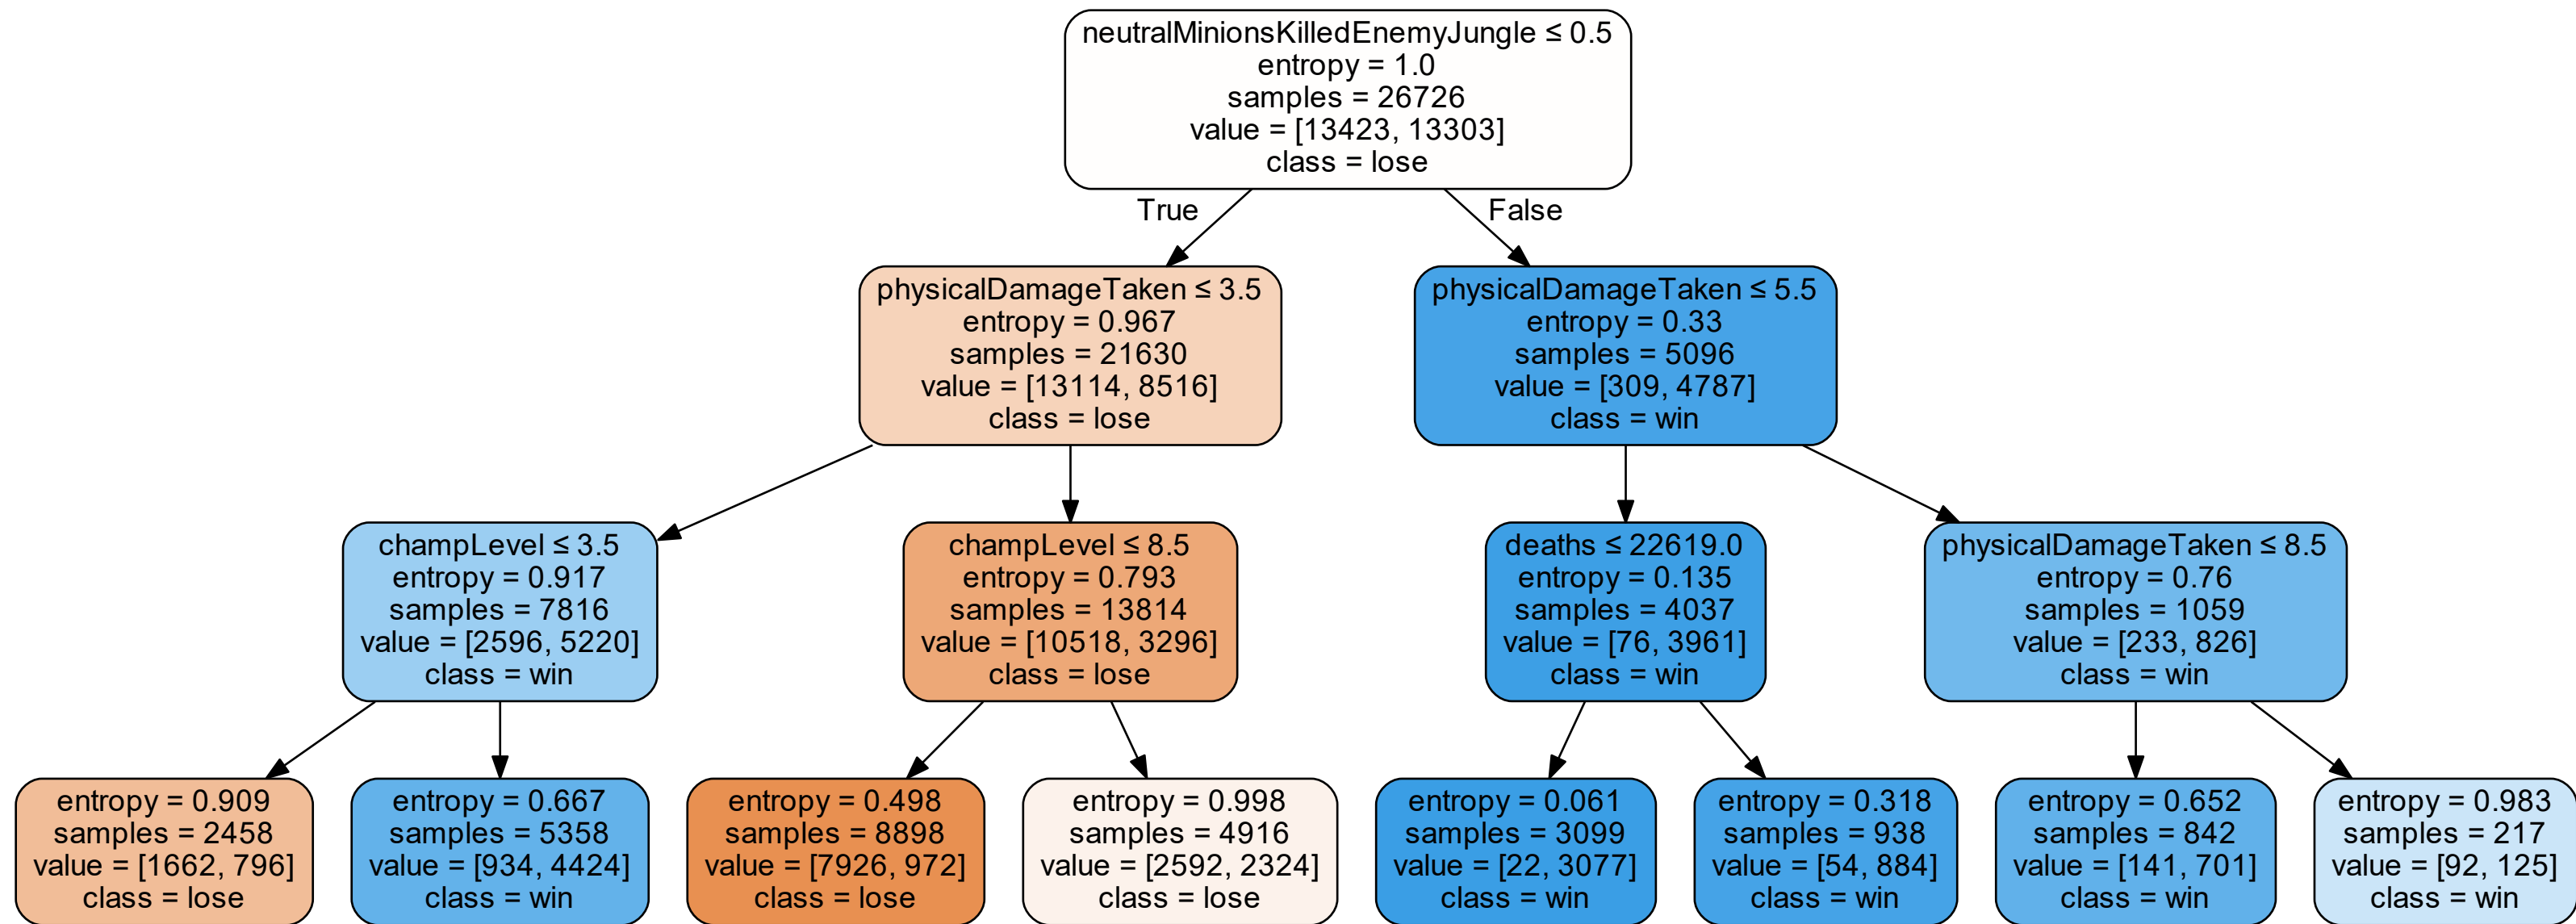 neutralMinionsKilledEnemyJungle ≤ 0.5
entropy = 1.0
samples = 26726
value = [13423, 13303]
class = lose
True
False
physicalDamageTaken ≤ 3.5
entropy = 0.967
samples = 21630
value = [13114, 8516]
class = lose
physicalDamageTaken ≤ 5.5
entropy = 0.33
samples = 5096
value = [309, 4787]
class = win
champLevel ≤ 3.5
entropy = 0.917
samples = 7816
value = [2596, 5220]
class = win
champLevel ≤ 8.5
entropy = 0.793
samples = 13814
value = [10518, 3296]
class = lose
deaths ≤ 22619.0
entropy = 0.135
samples = 4037
value = [76, 3961]
class = win
physicalDamageTaken ≤ 8.5
entropy = 0.76
samples = 1059
value = [233, 826]
class = win
entropy = 0.909
samples = 2458
value = [1662, 796]
class = lose
entropy = 0.667
samples = 5358
value = [934, 4424]
class = win
entropy = 0.498
samples = 8898
value = [7926, 972]
class = lose
entropy = 0.998
samples = 4916
value = [2592, 2324]
class = lose
entropy = 0.061
samples = 3099
value = [22, 3077]
class = win
entropy = 0.318
samples = 938
value = [54, 884]
class = win
entropy = 0.652
samples = 842
value = [141, 701]
class = win
entropy = 0.983
samples = 217
value = [92, 125]
class = win